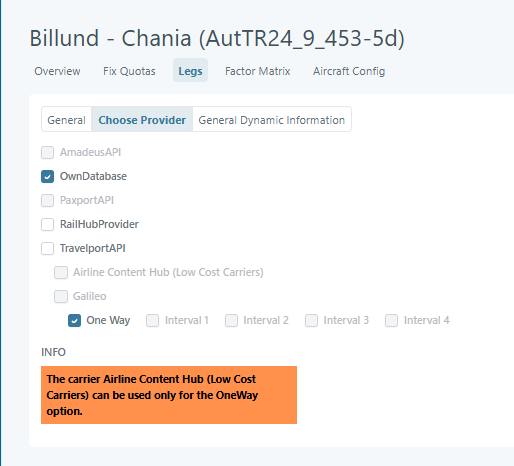 Billund - Chania (AutTR24_9_453-5d)
Overview Fix Quotas Legs Factor Matrix Aircraft Config
General Choose Provider General Dynamic Information
AmadeusAPI
OwnDatabase
PaxportAPI
RailHubProvider
TravelportAPI
Airline Content Hub (Low Cost Carriers)
Galileo
One Way Interval 1 Interval 2 Interval 3 Interval 4
INFO
The carrier Airline Content Hub (Low Cost
Carriers) can be used only for the OneWay
option.